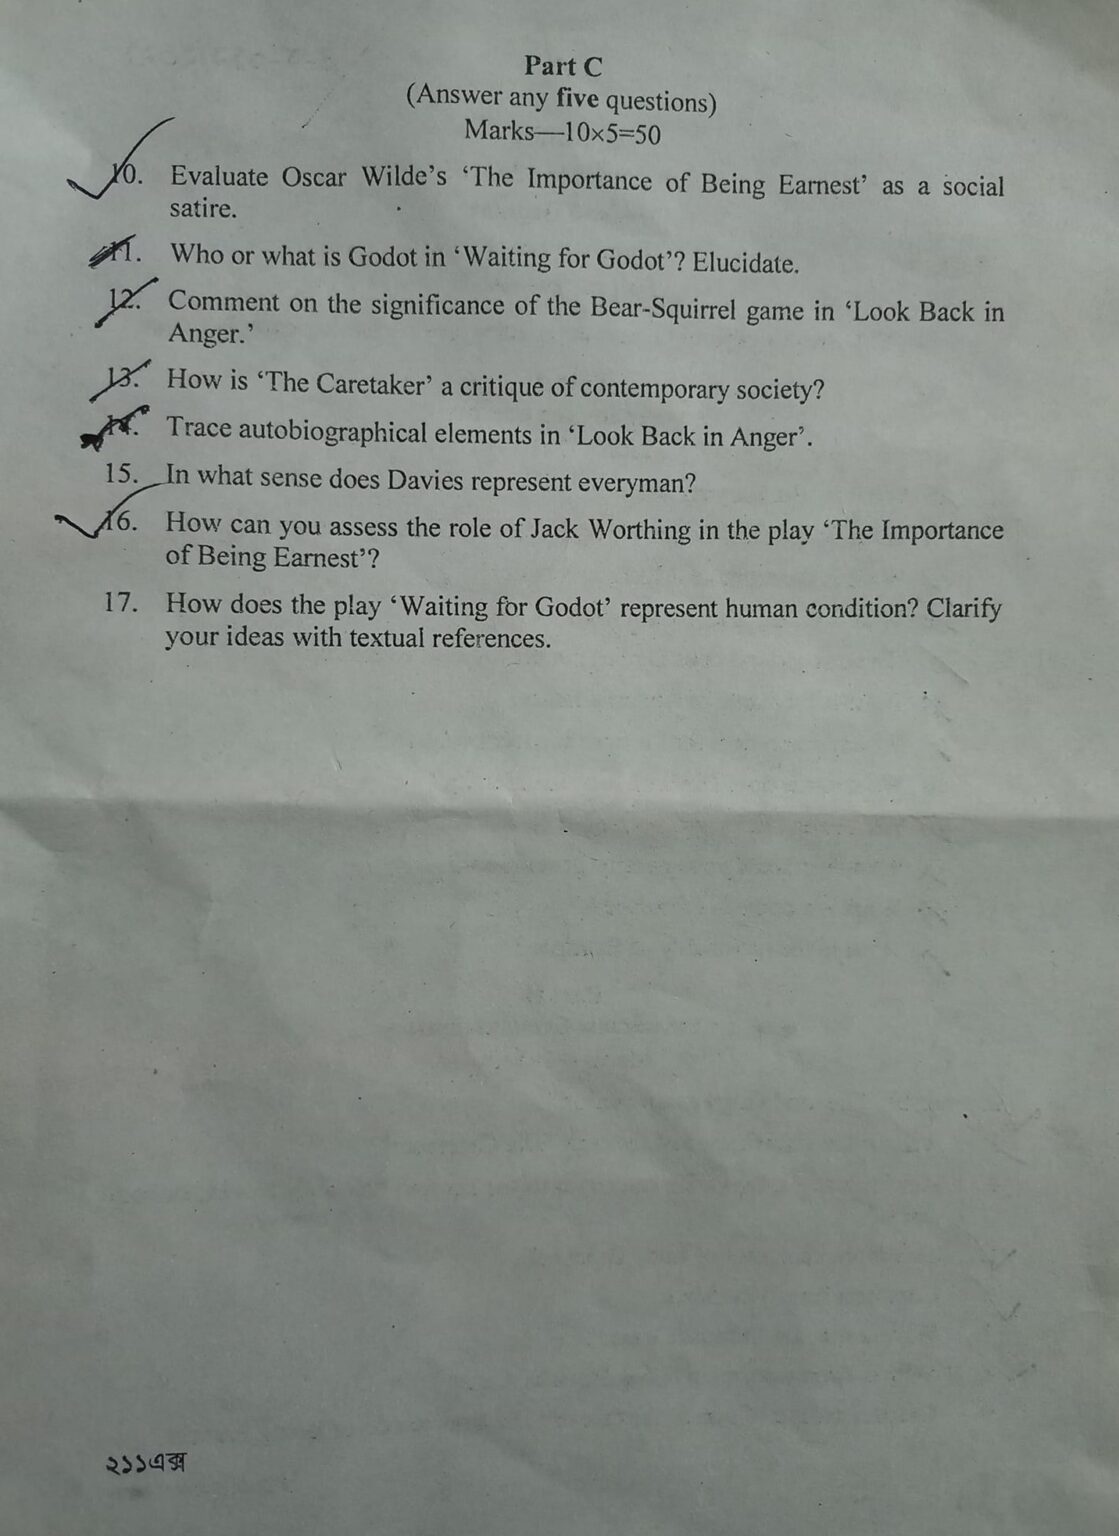 Part C
(Answer any five questions)
Marks—10×5=50
10. Evaluate Oscar Wilde's 'The Importance of Being Earnest' as a social
satire.
11. Who or what is Godot in 'Waiting for Godot'? Elucidate.
12. Comment on the significance of the Bear-Squirrel game in 'Look Back in
Anger.'
13. How is 'The Caretaker' a critique of contemporary society?
14. Trace autobiographical elements in 'Look Back in Anger'.
15. In what sense does Davies represent everyman?
16. How can you assess the role of Jack Worthing in the play 'The Importance
of Being Earnest'?
17. How does the play 'Waiting for Godot' represent human condition? Clarify
your ideas with textual references.
২১১এক্স